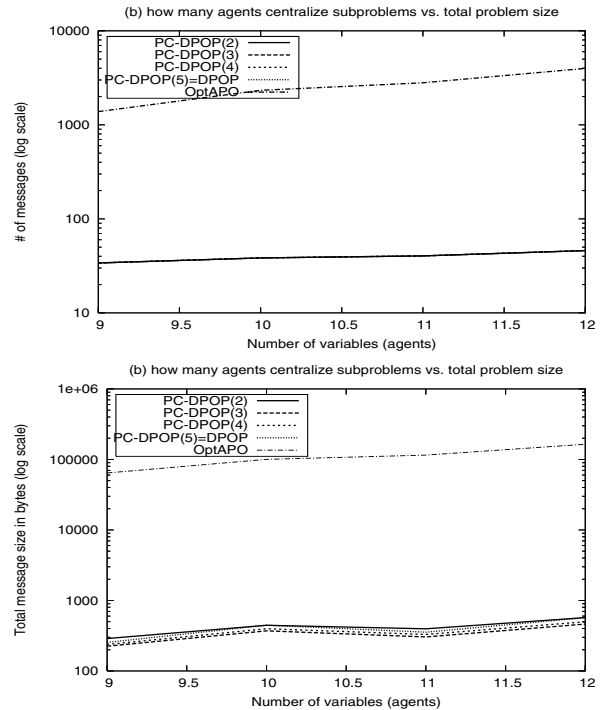 (b) how many agents centralize subproblems vs. total problem size
10000
1000
100
10
# of messages (log scale)
PC-DPOP(2)
PC-DPOP(3)
PC-DPOP(4)
PC-DPOP(5)=DPOP
OptAPO
9 9.5 10 10.5 11 11.5 12
Number of variables (agents)
(b) how many agents centralize subproblems vs. total problem size
1e+06
100000
10000
1000
100
Total message size in bytes (log scale)
PC-DPOP(2)
PC-DPOP(3)
PC-DPOP(4)
PC-DPOP(5)=DPOP
OptAPO
9 9.5 10 10.5 11 11.5 12
Number of variables (agents)